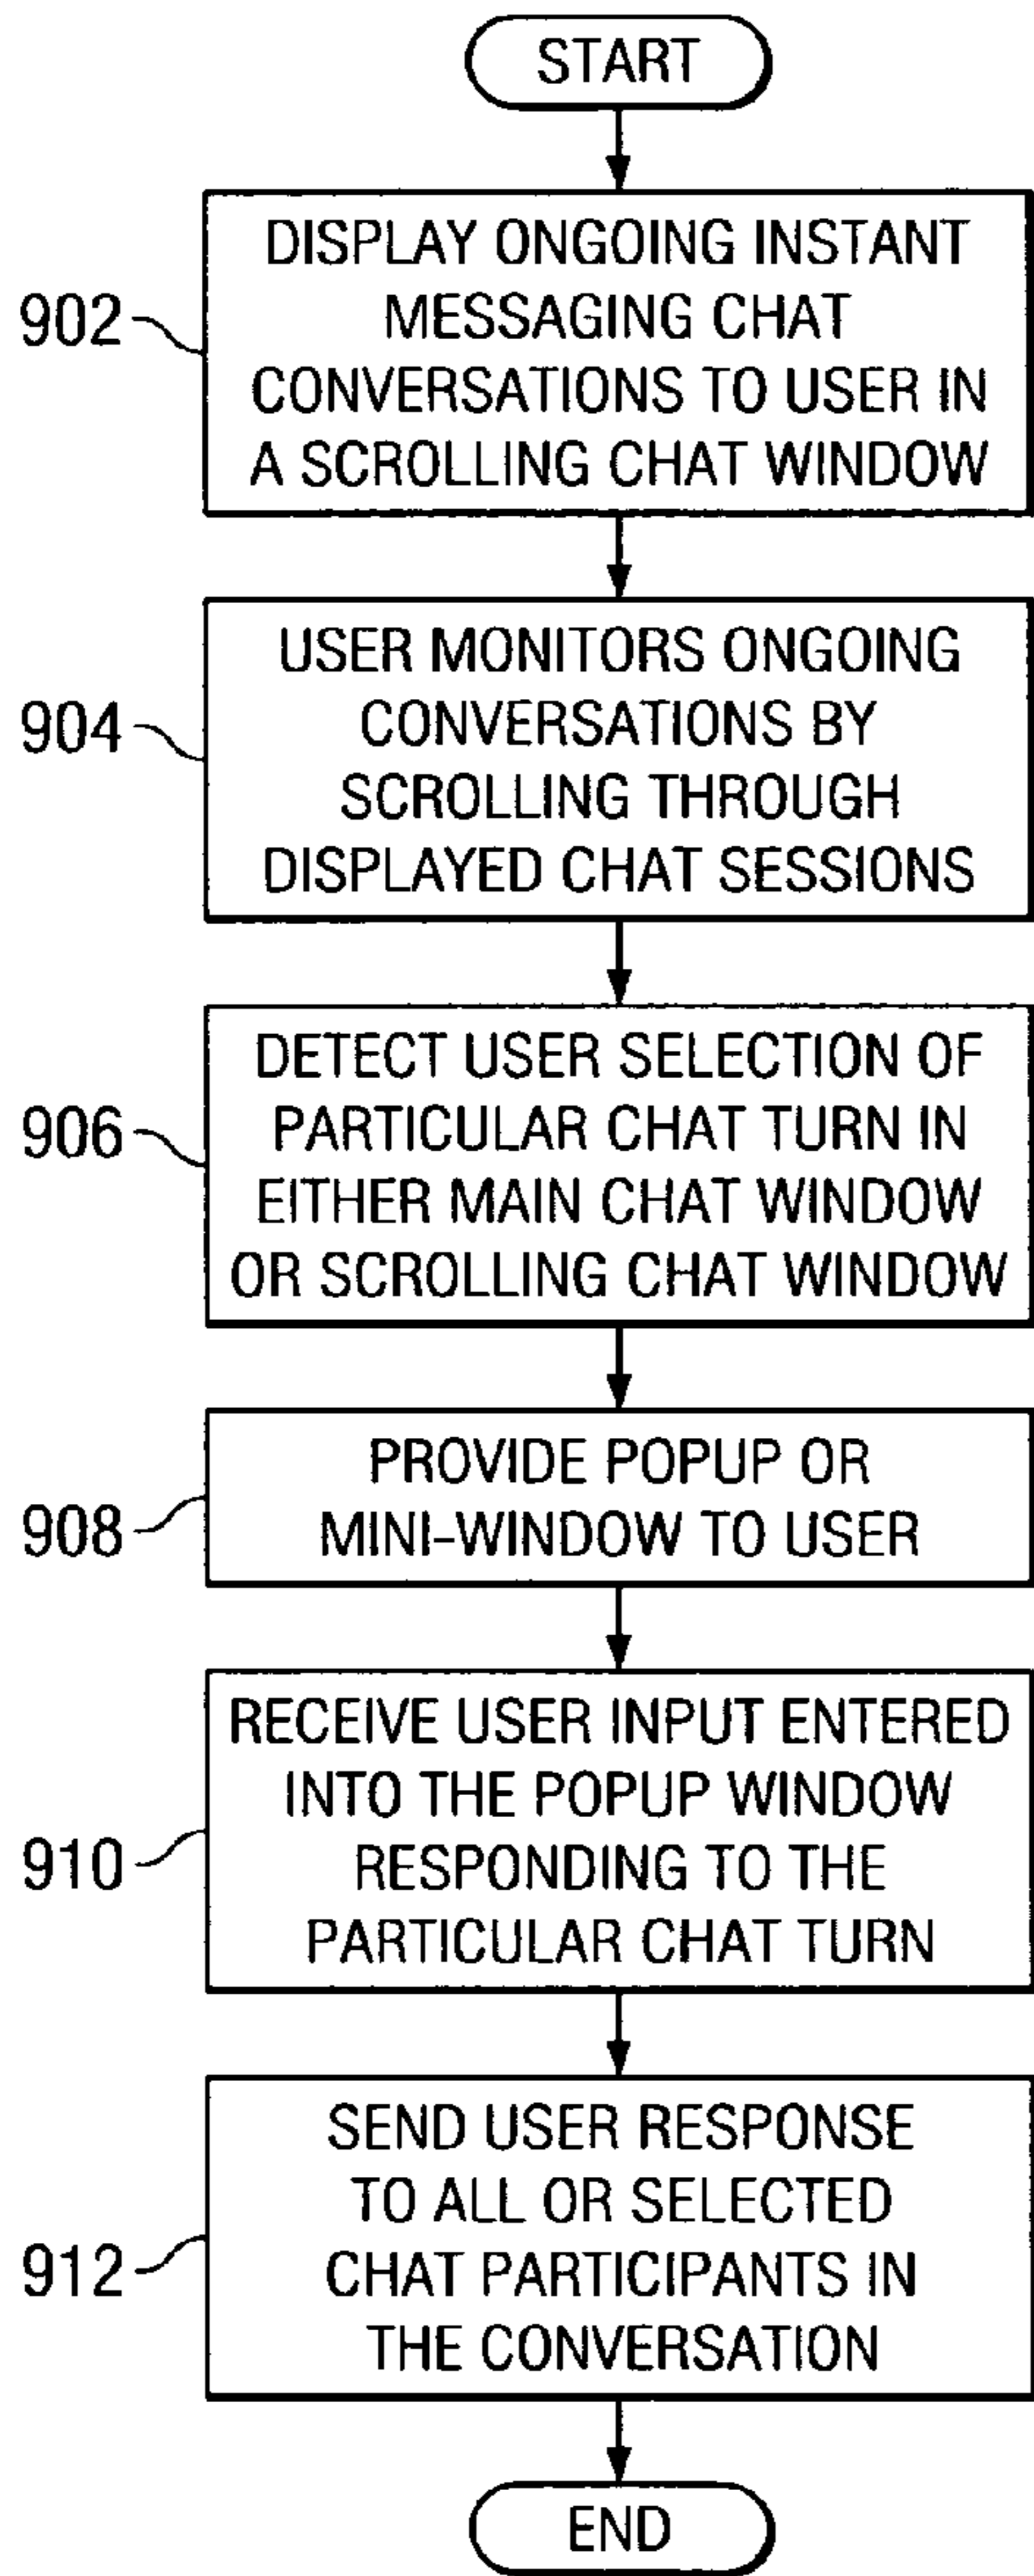 START
902
DISPLAY ONGOING INSTANT
MESSAGING CHAT
CONVERSATIONS TO USER IN
A SCROLLING CHAT WINDOW
904
USER MONITORS ONGOING
CONVERSATIONS BY
SCROLLING THROUGH
DISPLAYED CHAT SESSIONS
906
DETECT USER SELECTION OF
PARTICULAR CHAT TURN IN
EITHER MAIN CHAT WINDOW
OR SCROLLING CHAT WINDOW
908
PROVIDE POPUP OR
MINI-WINDOW TO USER
910
RECEIVE USER INPUT ENTERED
INTO THE POPUP WINDOW
RESPONDING TO THE
PARTICULAR CHAT TURN
912
SEND USER RESPONSE
TO ALL OR SELECTED
CHAT PARTICIPANTS IN
THE CONVERSATION
END